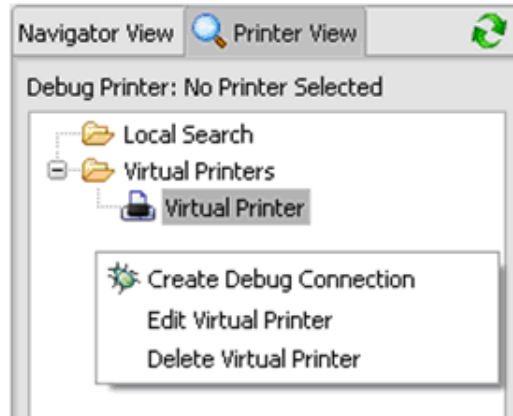 Navigator View Printer View
Debug Printer: No Printer Selected
Local Search
Virtual Printers
Virtual Printer
Create Debug Connection
Edit Virtual Printer
Delete Virtual Printer